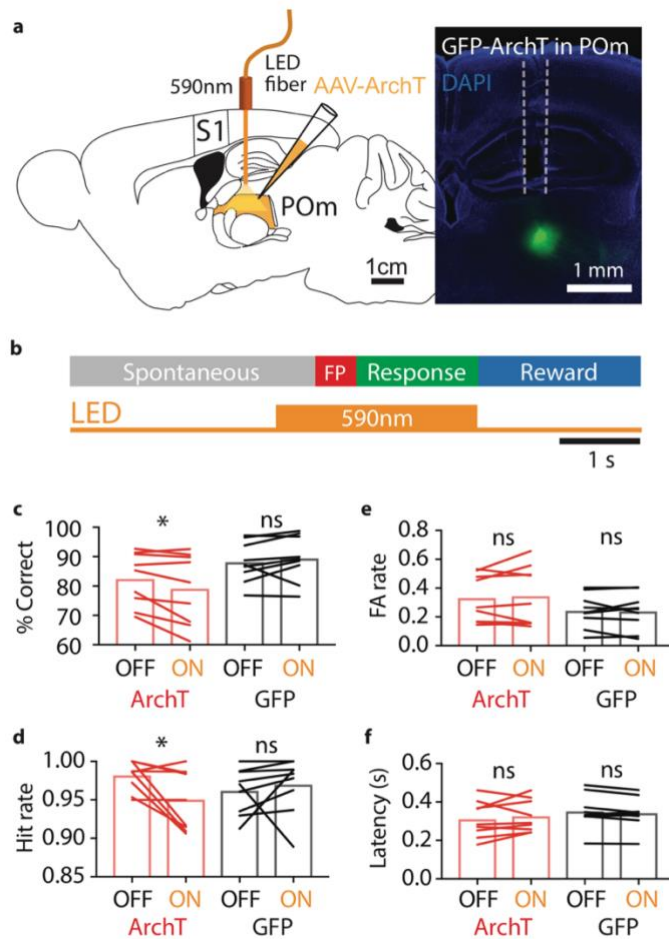 a
LED
fiber
590nm
AAV-ArchT
S1
POm
1cm
GFP-ArchT in POm
DAPI
1 mm
b
Spontaneous FP Response Reward
LED 590nm
1 s
c
% Correct
100
90
80
70
60
* ns
OFF ON OFF ON
ArchT GFP
e
FA rate
0.8
0.6
0.4
0.2
0.0
ns ns
OFF ON OFF ON
ArchT GFP
d
Hit rate
1.00
0.95
0.90
0.85
* ns
OFF ON OFF ON
ArchT GFP
f
Latency (s)
0.6
0.4
0.2
0.0
ns ns
OFF ON OFF ON
ArchT GFP